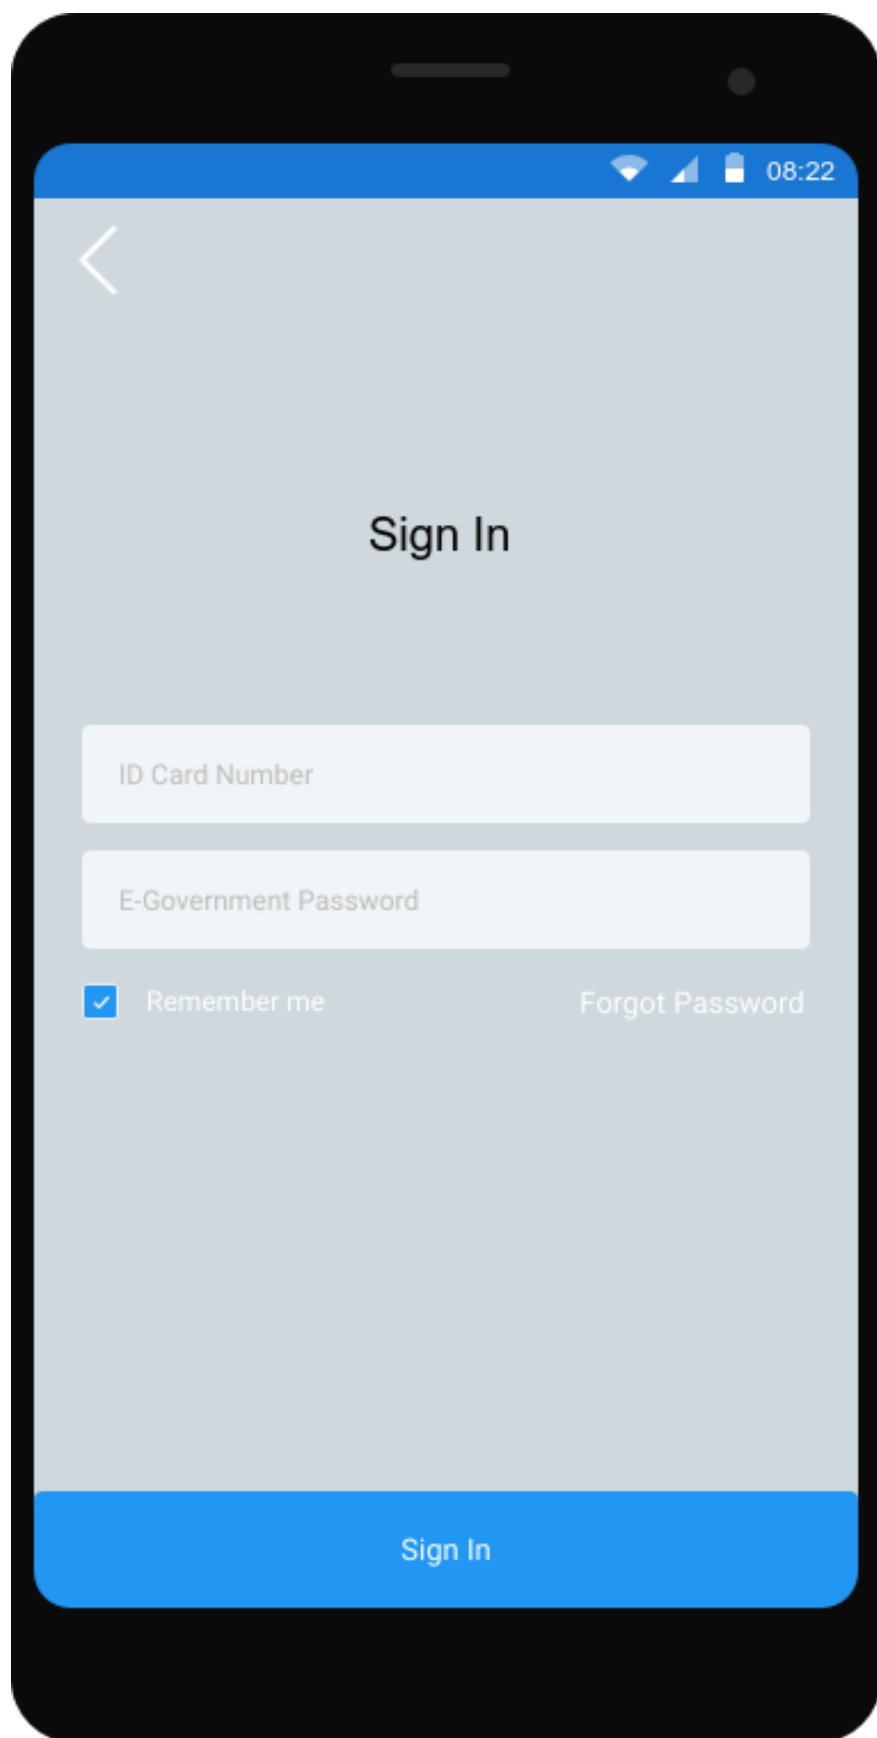 08:22
Sign In
ID Card Number
E-Government Password
Remember me
Forgot Password
Sign In